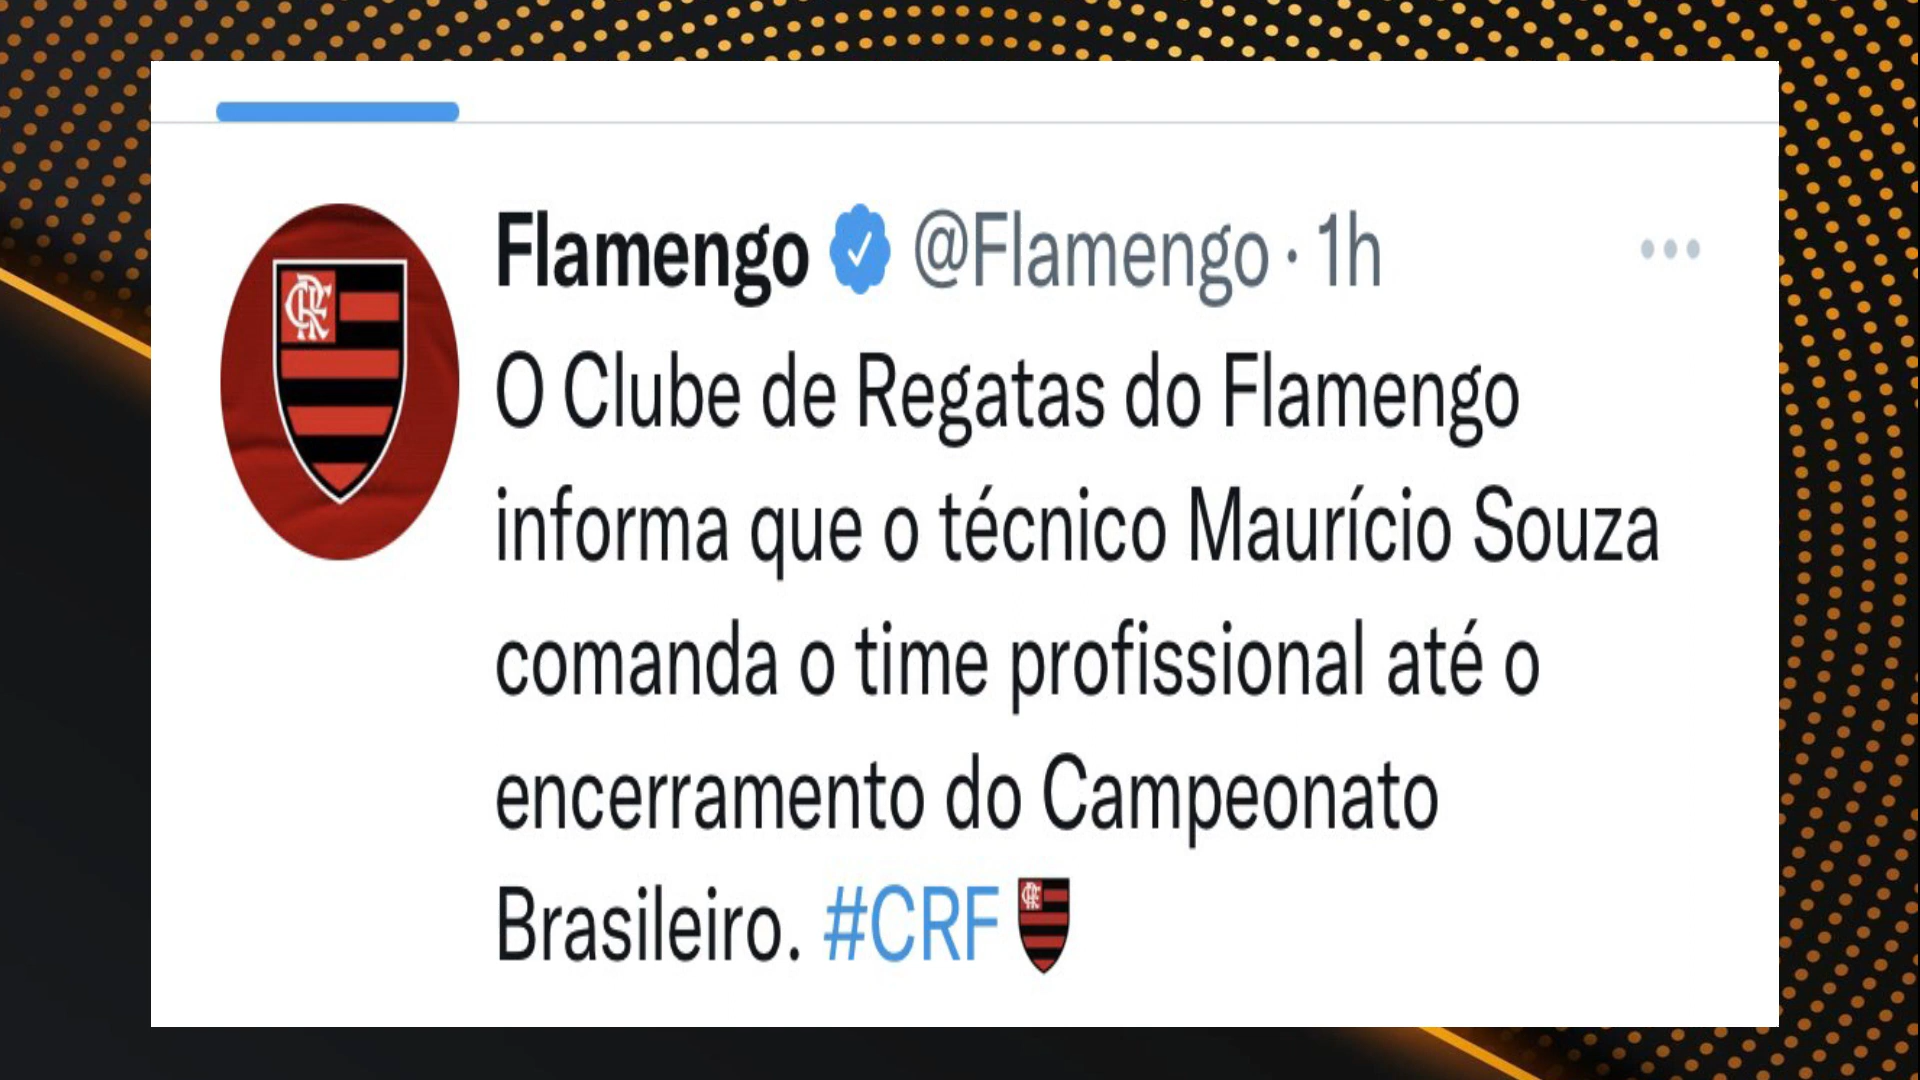 Flamengo @Flamengo · 1h
O Clube de Regatas do Flamengo
informa que o técnico Maurício Souza
comanda o time profissional até o
encerramento do Campeonato
Brasileiro. #CRF